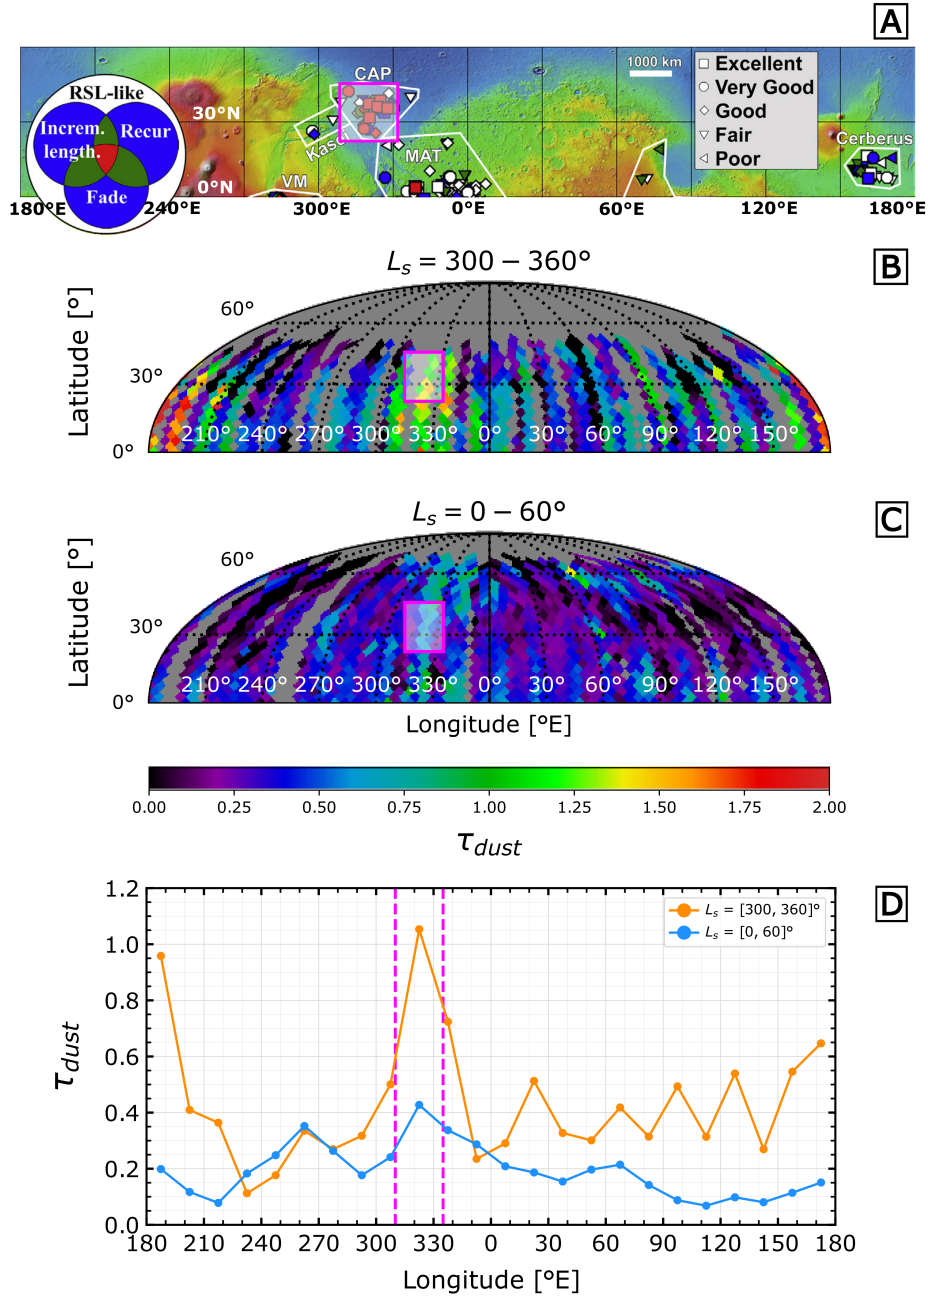 A
CAP
1000 km
Excellent
Very Good
Good
Fair
Poor
RSL-like
Increm.
length.
Recur
Fade
30°N
0°N
MAT
VM
Cerberus
180°E 240°E 300°E 0°E 60°E 120°E 180°E
B
Lₛ = 300 − 360°
Latitude [°]
60°
30°
0°
210° 240° 270° 300° 330° 0° 30° 60° 90° 120° 150°
C
Lₛ = 0 − 60°
Latitude [°]
60°
30°
0°
210° 240° 270° 300° 330° 0° 30° 60° 90° 120° 150°
Longitude [°E]
0.00 0.25 0.50 0.75 1.00 1.25 1.50 1.75 2.00
τdust
D
Lₛ = [300, 360]°
Lₛ = [0, 60]°
τdust
1.2
1.0
0.8
0.6
0.4
0.2
0.0
180 210 240 270 300 330 0 30 60 90 120 150 180
Longitude [°E]